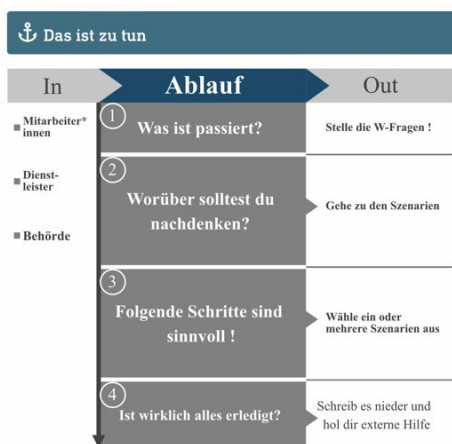 Das ist zu tun
In
Ablauf
Out
Mitarbeiter*
innen
Dienst-
leister
Behörde
1
Was ist passiert?
Stelle die W-Fragen !
2
Worüber solltest du
nachdenken?
Gehe zu den Szenarien
3
Folgende Schritte sind
sinnvoll !
Wähle ein oder
mehrere Szenarien aus
4
Ist wirklich alles erledigt?
Schreib es nieder und
hol dir externe Hilfe